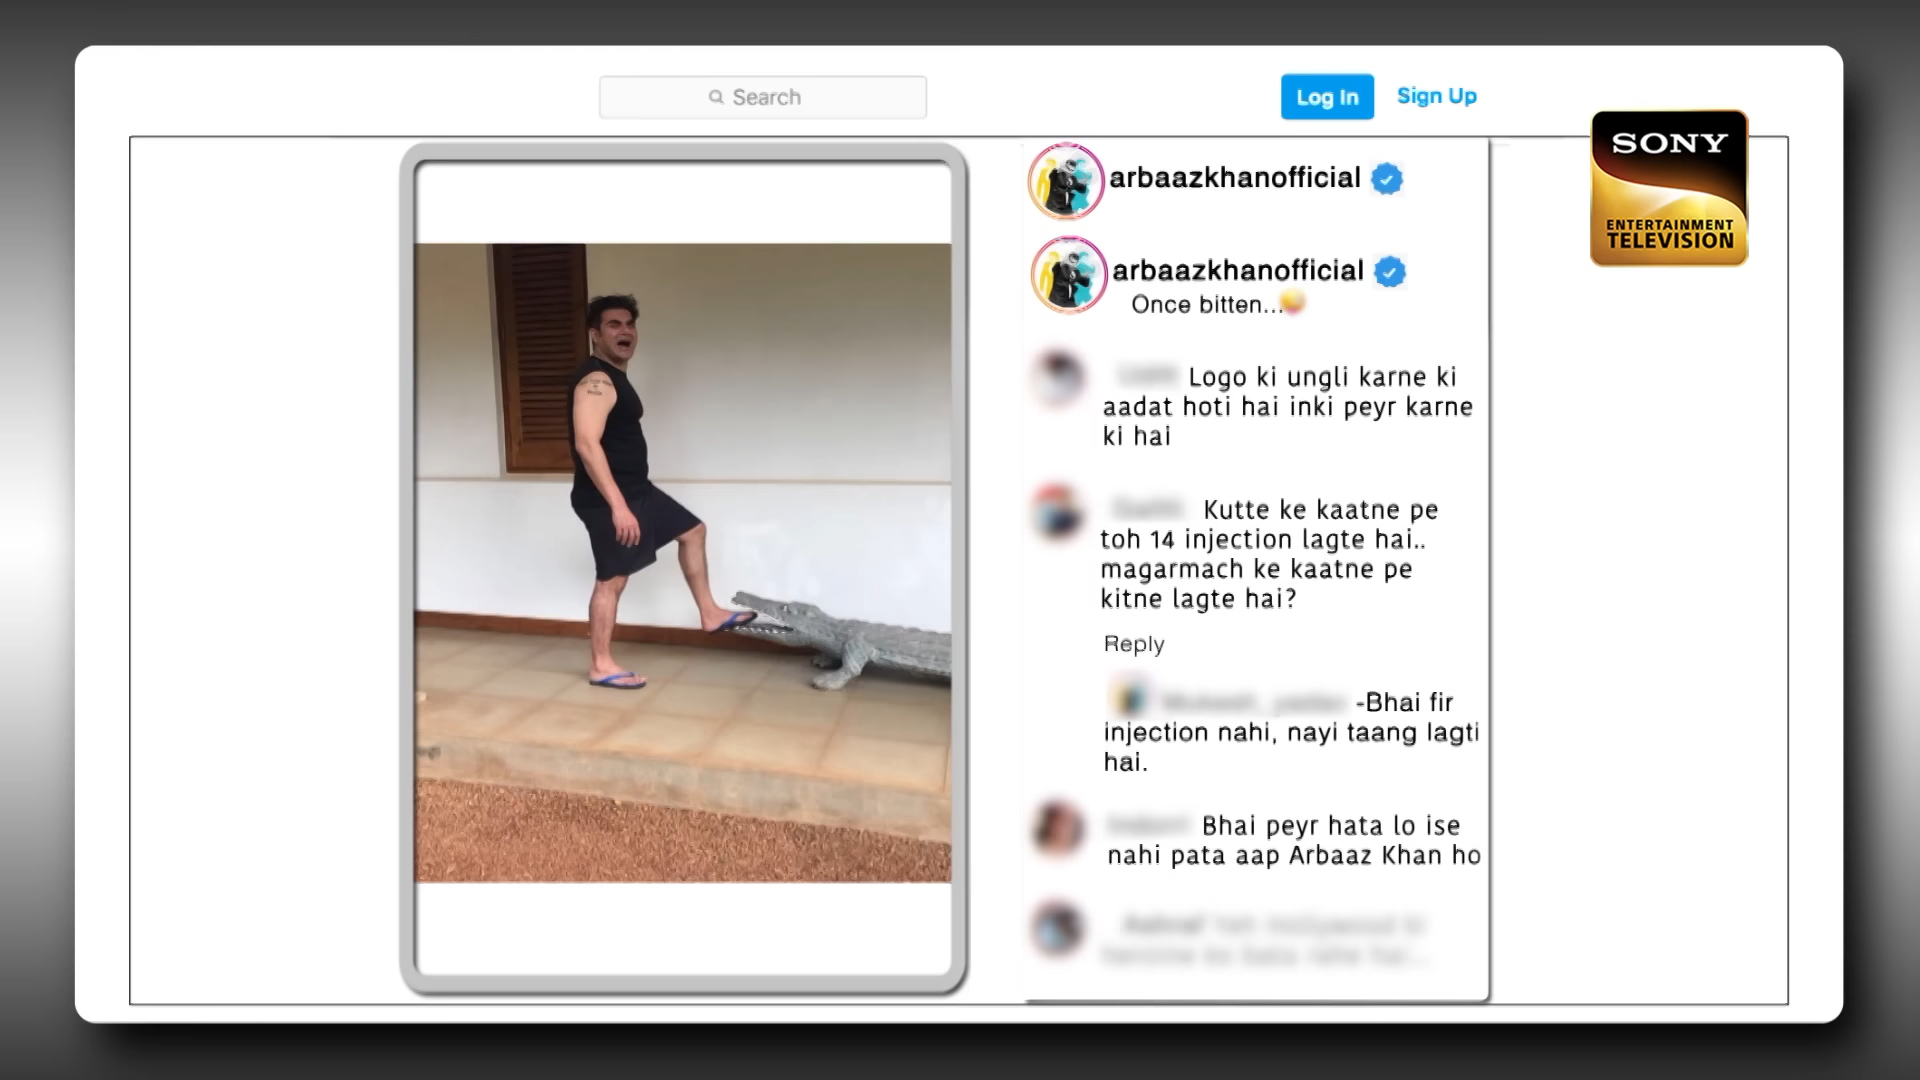 Search
Log In
Sign Up
SONY
ENTERTAINMENT
TELEVISION
arbaazkhanofficial
arbaazkhanofficial
Once bitten...
Logo ki ungli karne ki
aadat hoti hai inki peyr karne
ki hai
Kutte ke kaatne pe
toh 14 injection lagte hai..
magarmach ke kaatne pe
kitne lagte hai?
Reply
-Bhai fir
injection nahi, nayi taang lagti
hai.
Bhai peyr hata lo ise
nahi pata aap Arbaaz Khan ho